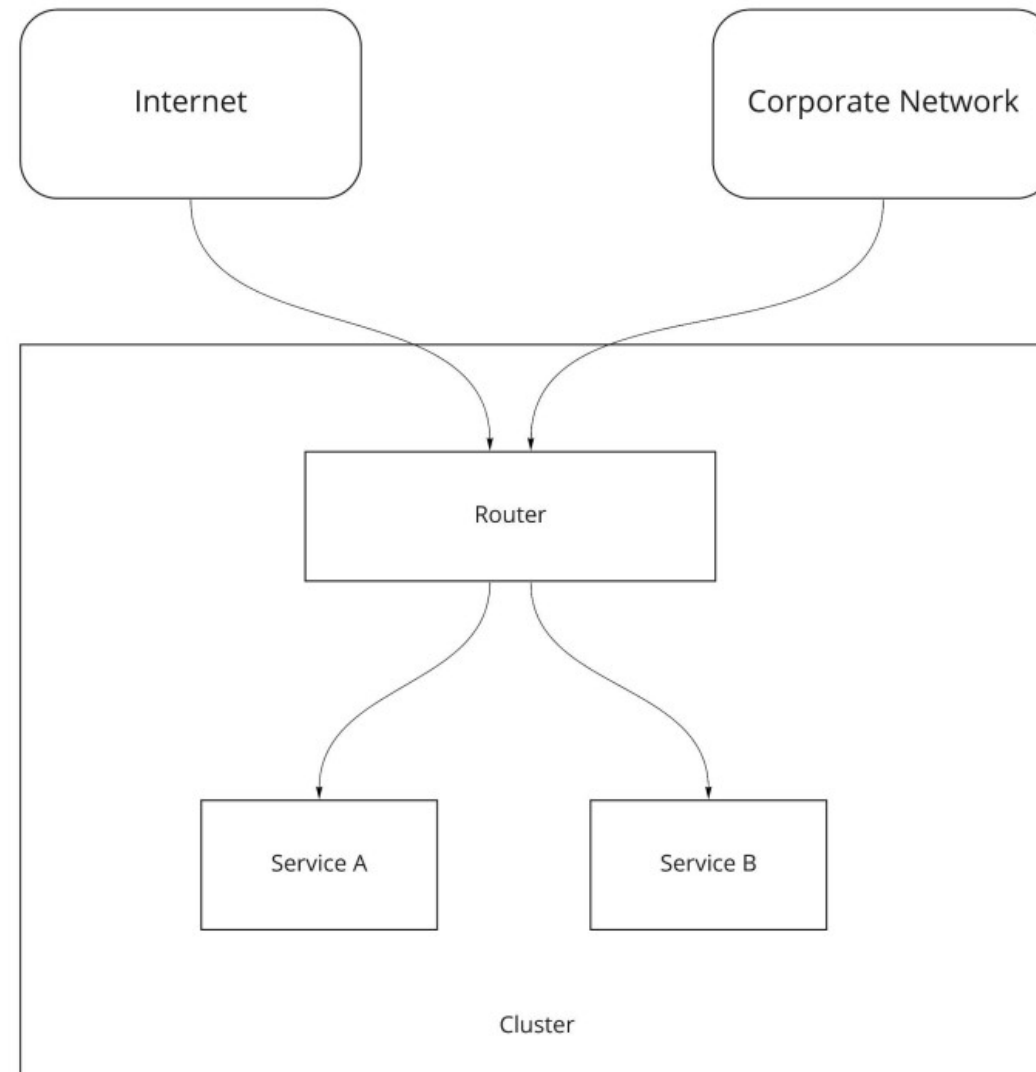 Internet
Corporate Network
Router
Service A
Service B
Cluster